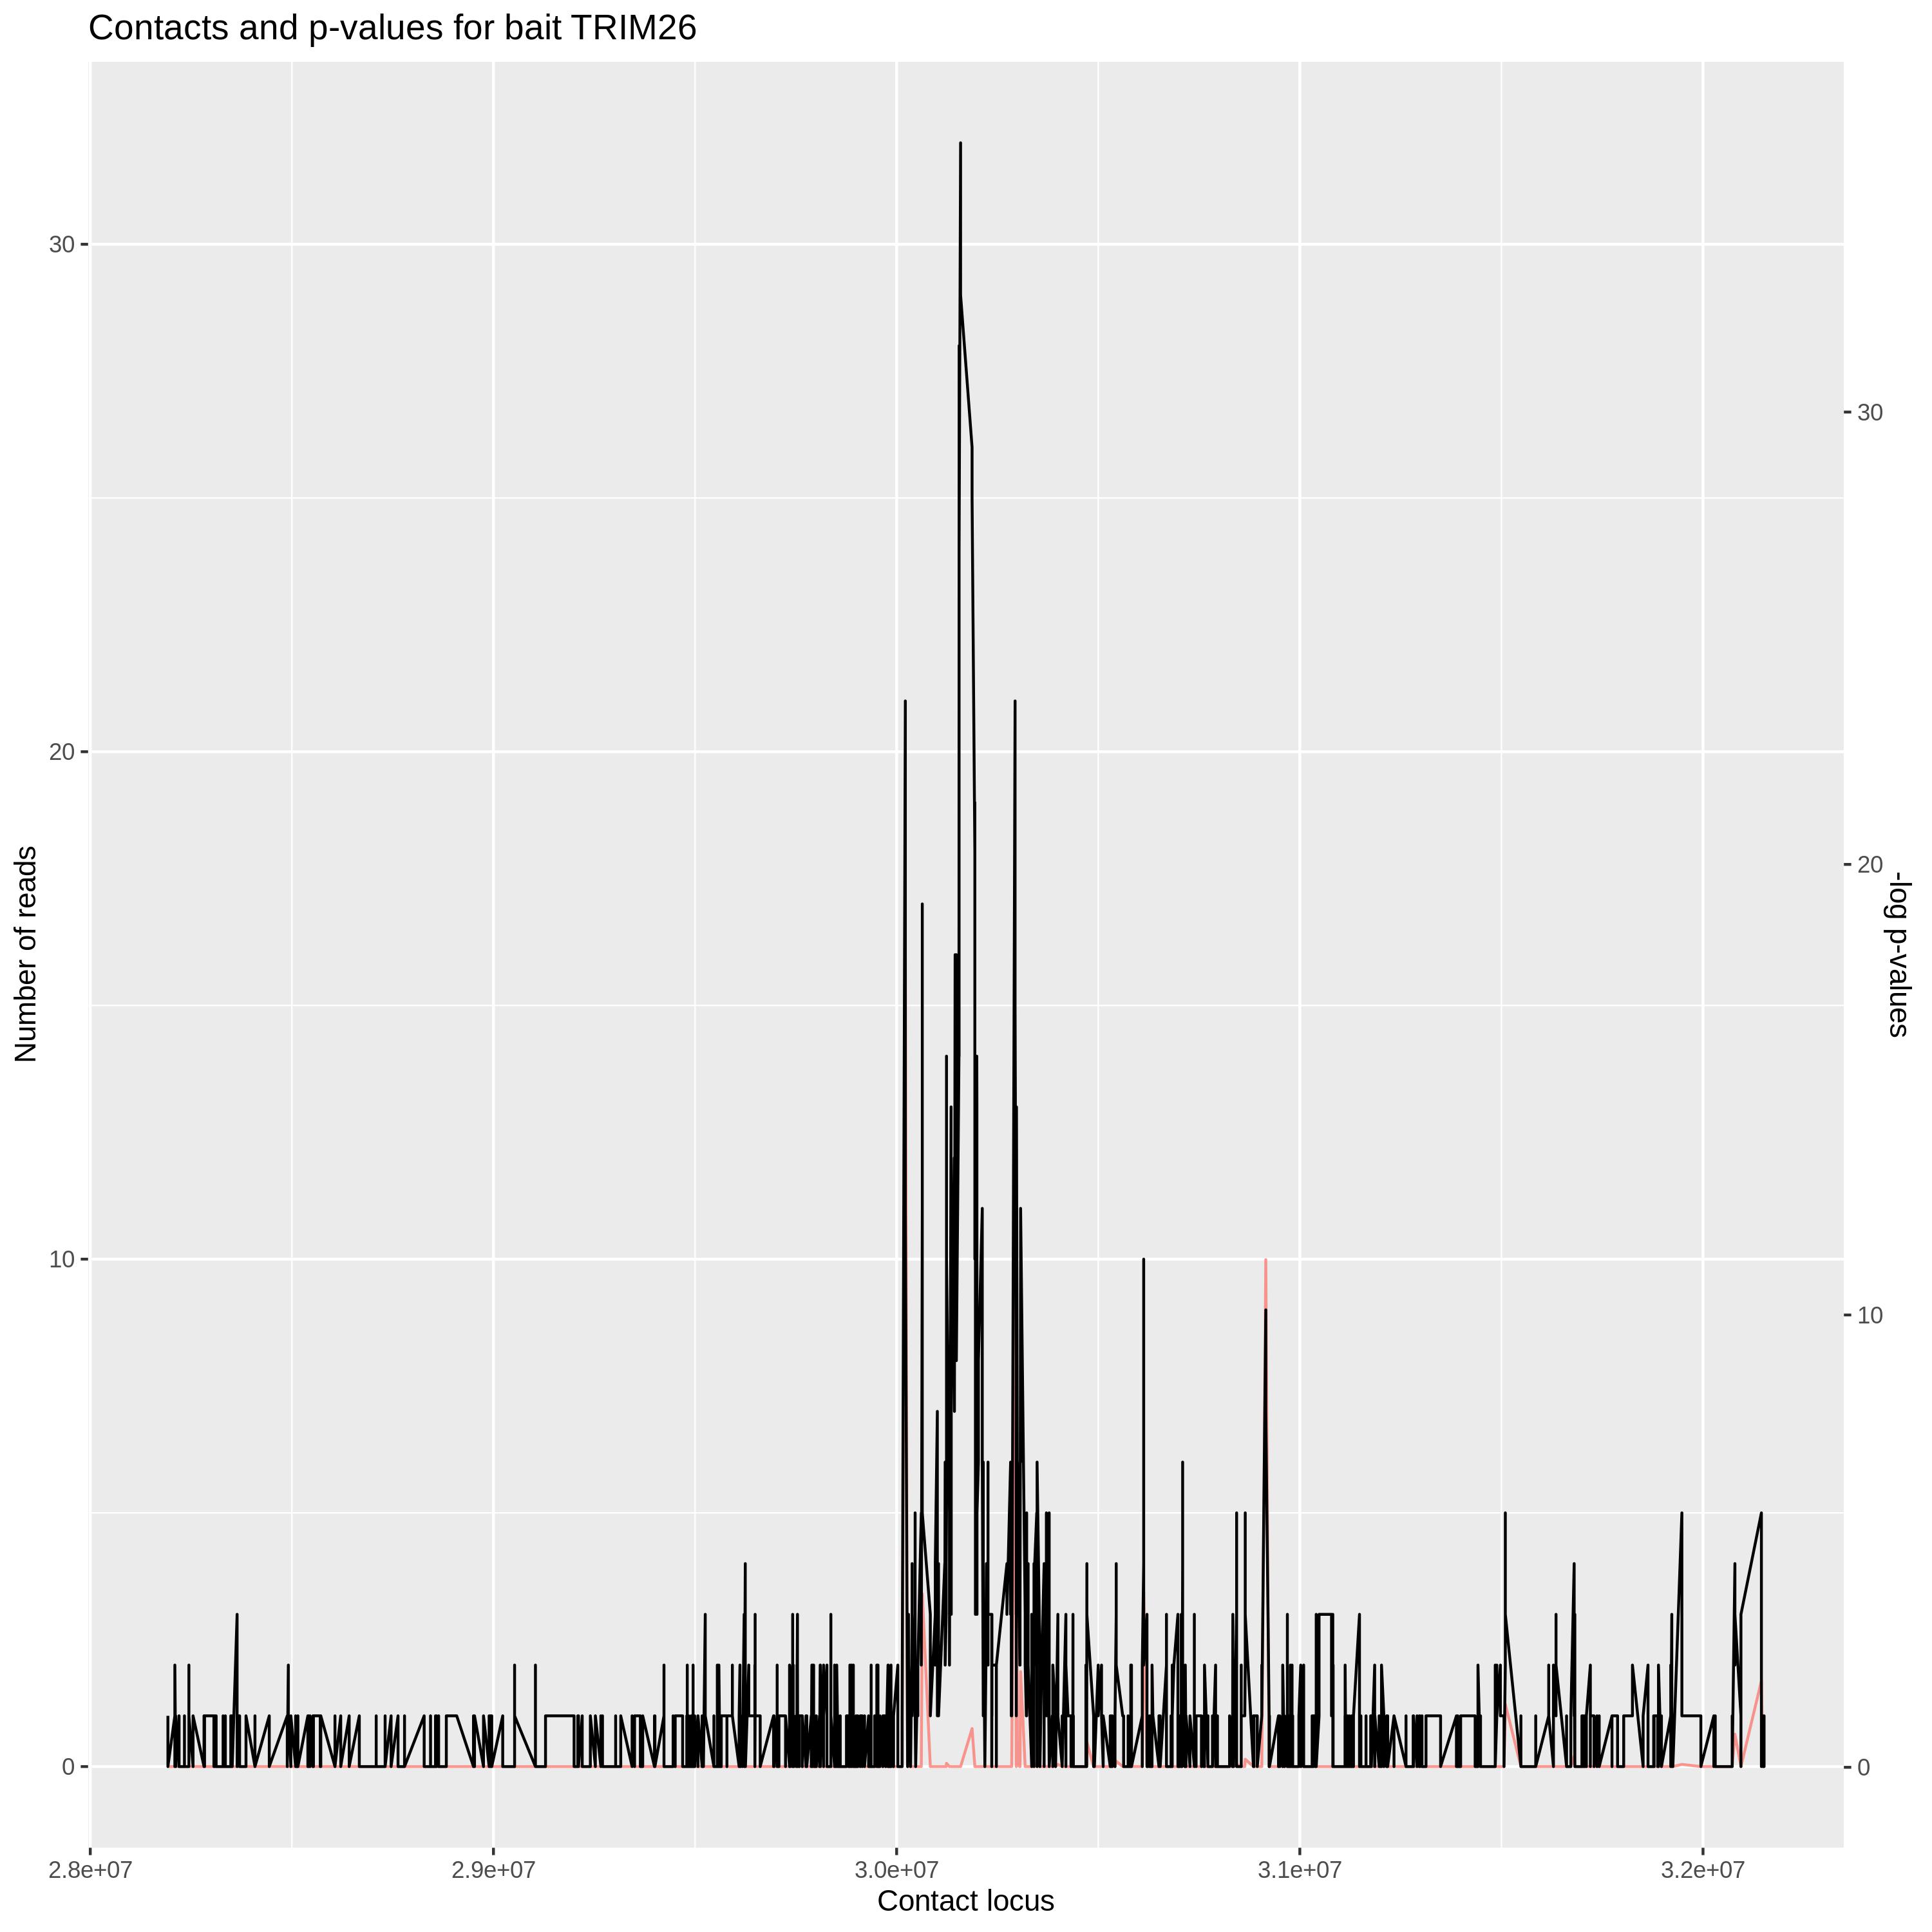 Contacts and p-values for bait TRIM26
Number of reads
30
20
10
0
30
20
10
0
-log p-values
2.8e+07 2.9e+07 3.0e+07 3.1e+07 3.2e+07
Contact locus